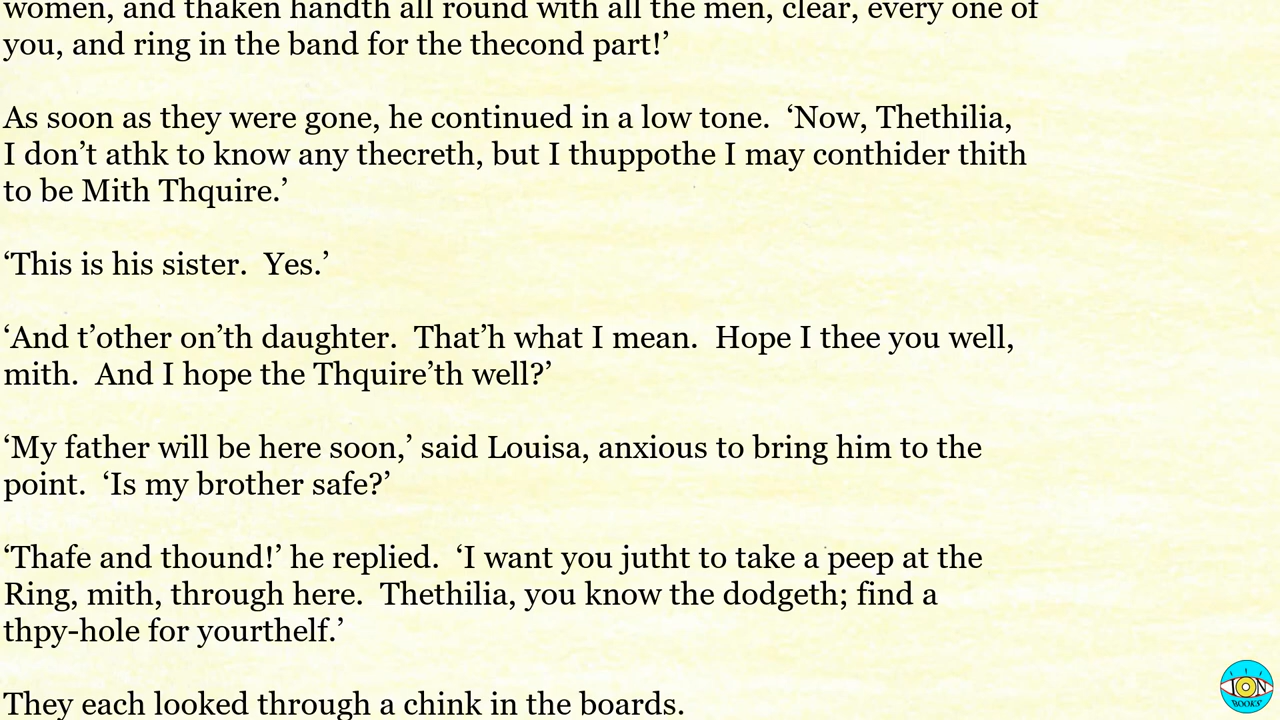 women, and thaken handth all round with all the men, clear, every one of
you, and ring in the band for the thecond part!’
As soon as they were gone, he continued in a low tone.  ‘Now, Thethilia,
I don’t athk to know any thecreth, but I thuppothe I may conthider thith
to be Mith Thquire.’
‘This is his sister.  Yes.’
‘And t’other on’th daughter.  That’h what I mean.  Hope I thee you well,
mith.  And I hope the Thquire’th well?’
‘My father will be here soon,’ said Louisa, anxious to bring him to the
point.  ‘Is my brother safe?’
‘Thafe and thound!’ he replied.  ‘I want you jutht to take a peep at the
Ring, mith, through here.  Thethilia, you know the dodgeth; find a
thpy-hole for yourthelf.’
They each looked through a chink in the boards.
ION
BOOKS